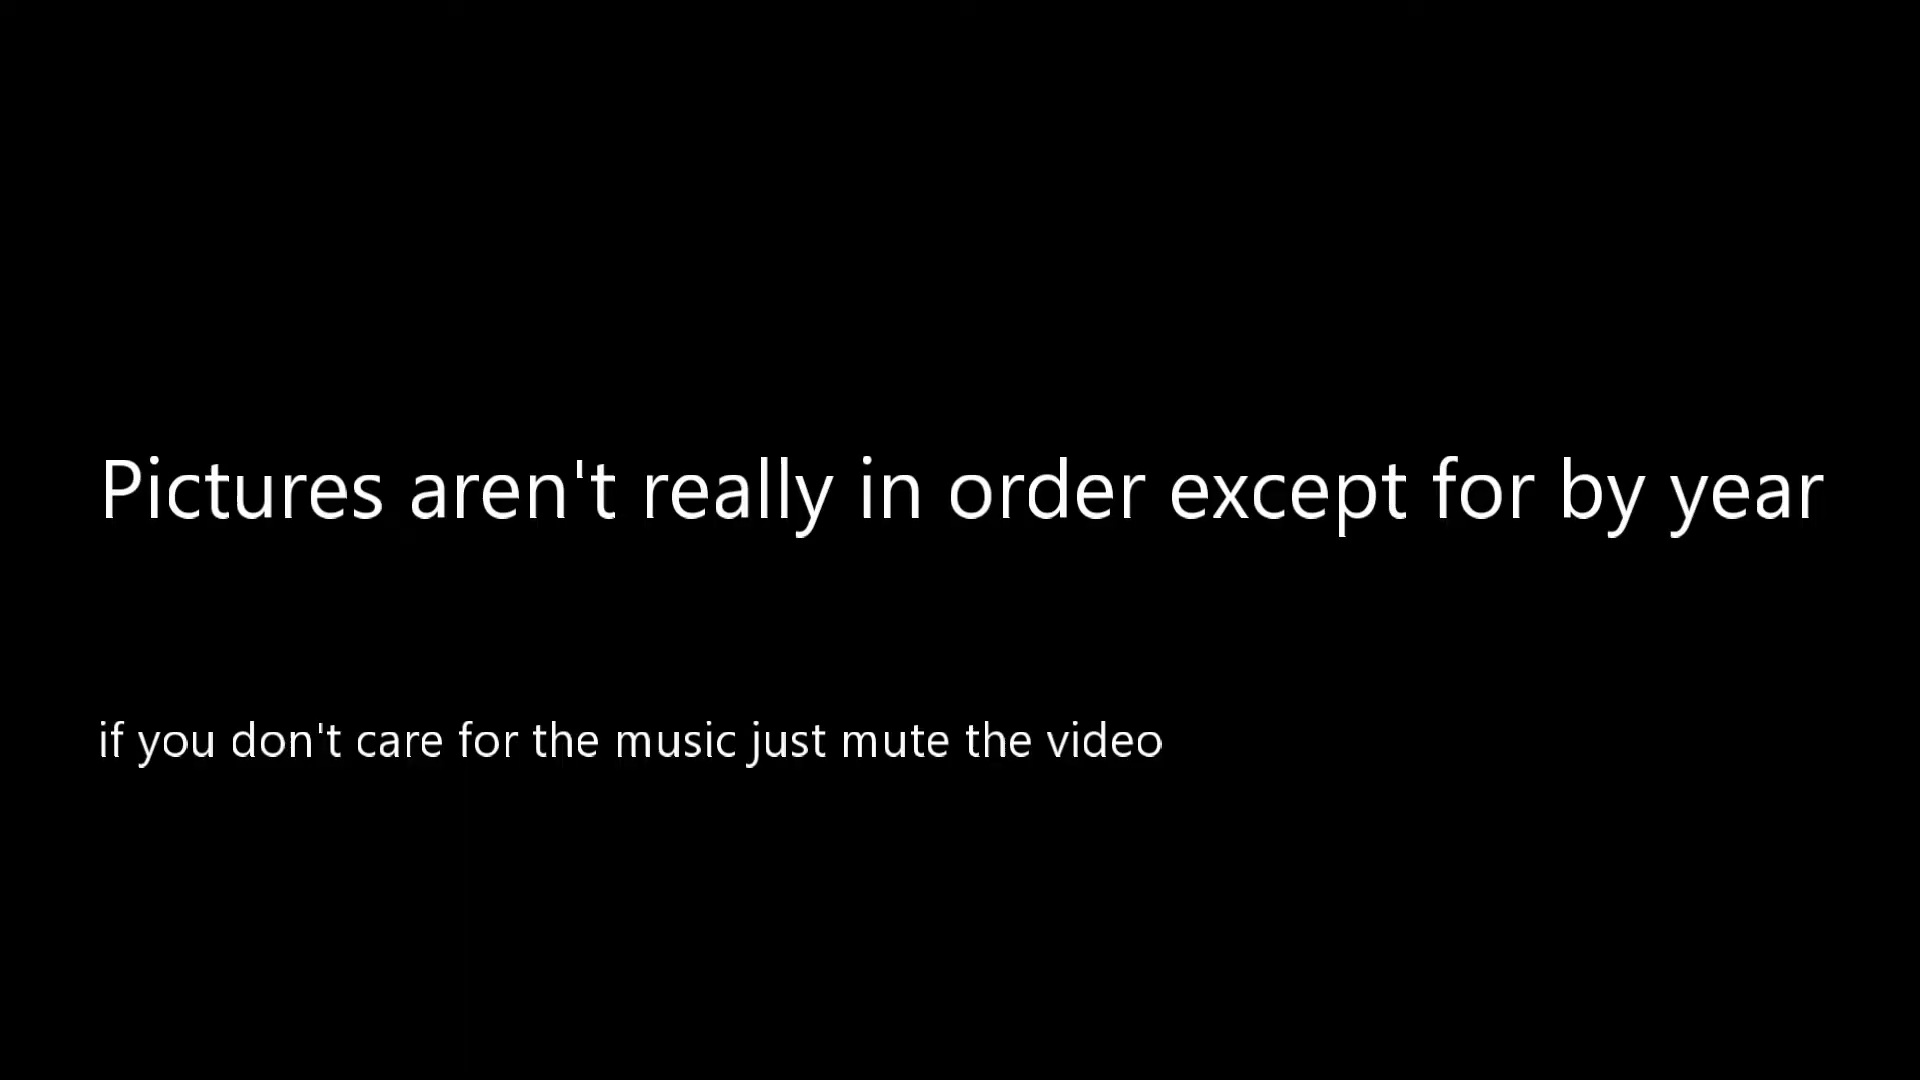 Pictures aren't really in order except for by year
if you don't care for the music just mute the video